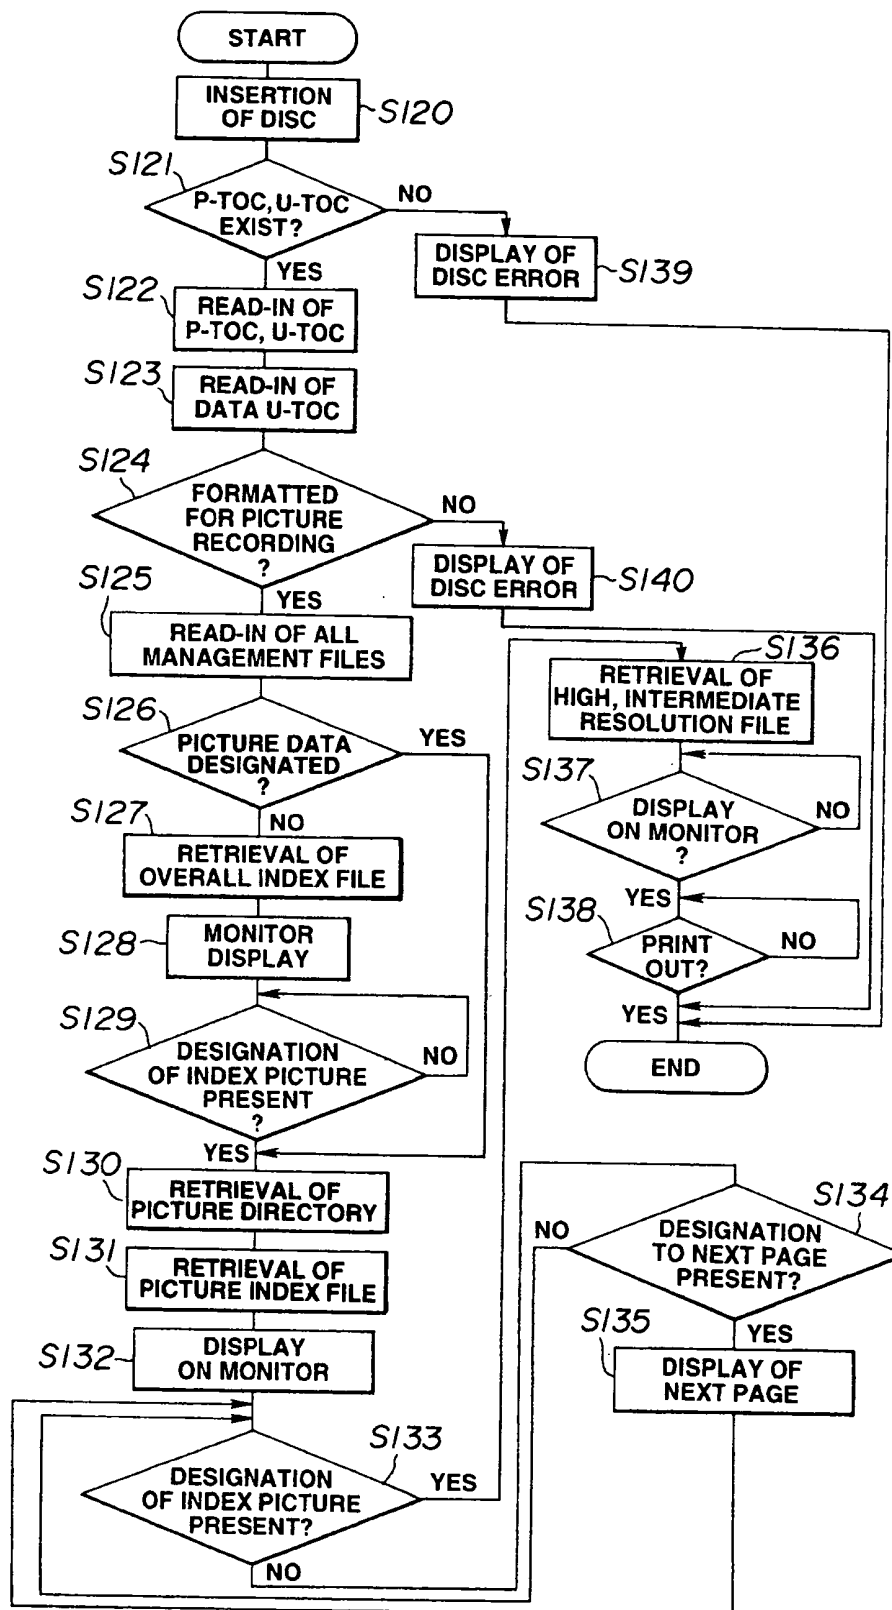 START
INSERTION
OF DISC
S120
S121
P-TOC, U-TOC
EXIST?
NO
YES
DISPLAY OF
DISC ERROR
S139
S122
READ-IN OF
P-TOC, U-TOC
S123
READ-IN OF
DATA U-TOC
S124
FORMATTED
FOR PICTURE
RECORDING
?
NO
YES
DISPLAY OF
DISC ERROR
S140
S125
READ-IN OF ALL
MANAGEMENT FILES
S126
PICTURE DATA
DESIGNATED
?
YES
NO
S127
RETRIEVAL OF
OVERALL INDEX FILE
S128
MONITOR
DISPLAY
S129
DESIGNATION
OF INDEX PICTURE
PRESENT
?
NO
YES
S130
RETRIEVAL OF
PICTURE DIRECTORY
S131
RETRIEVAL OF
PICTURE INDEX FILE
S132
DISPLAY
ON MONITOR
S133
DESIGNATION
OF INDEX PICTURE
PRESENT?
YES
NO
S134
DESIGNATION
TO NEXT PAGE
PRESENT?
NO
YES
S135
DISPLAY OF
NEXT PAGE
S136
RETRIEVAL OF
HIGH, INTERMEDIATE
RESOLUTION FILE
S137
DISPLAY
ON MONITOR
?
NO
YES
S138
PRINT
OUT?
NO
YES
END